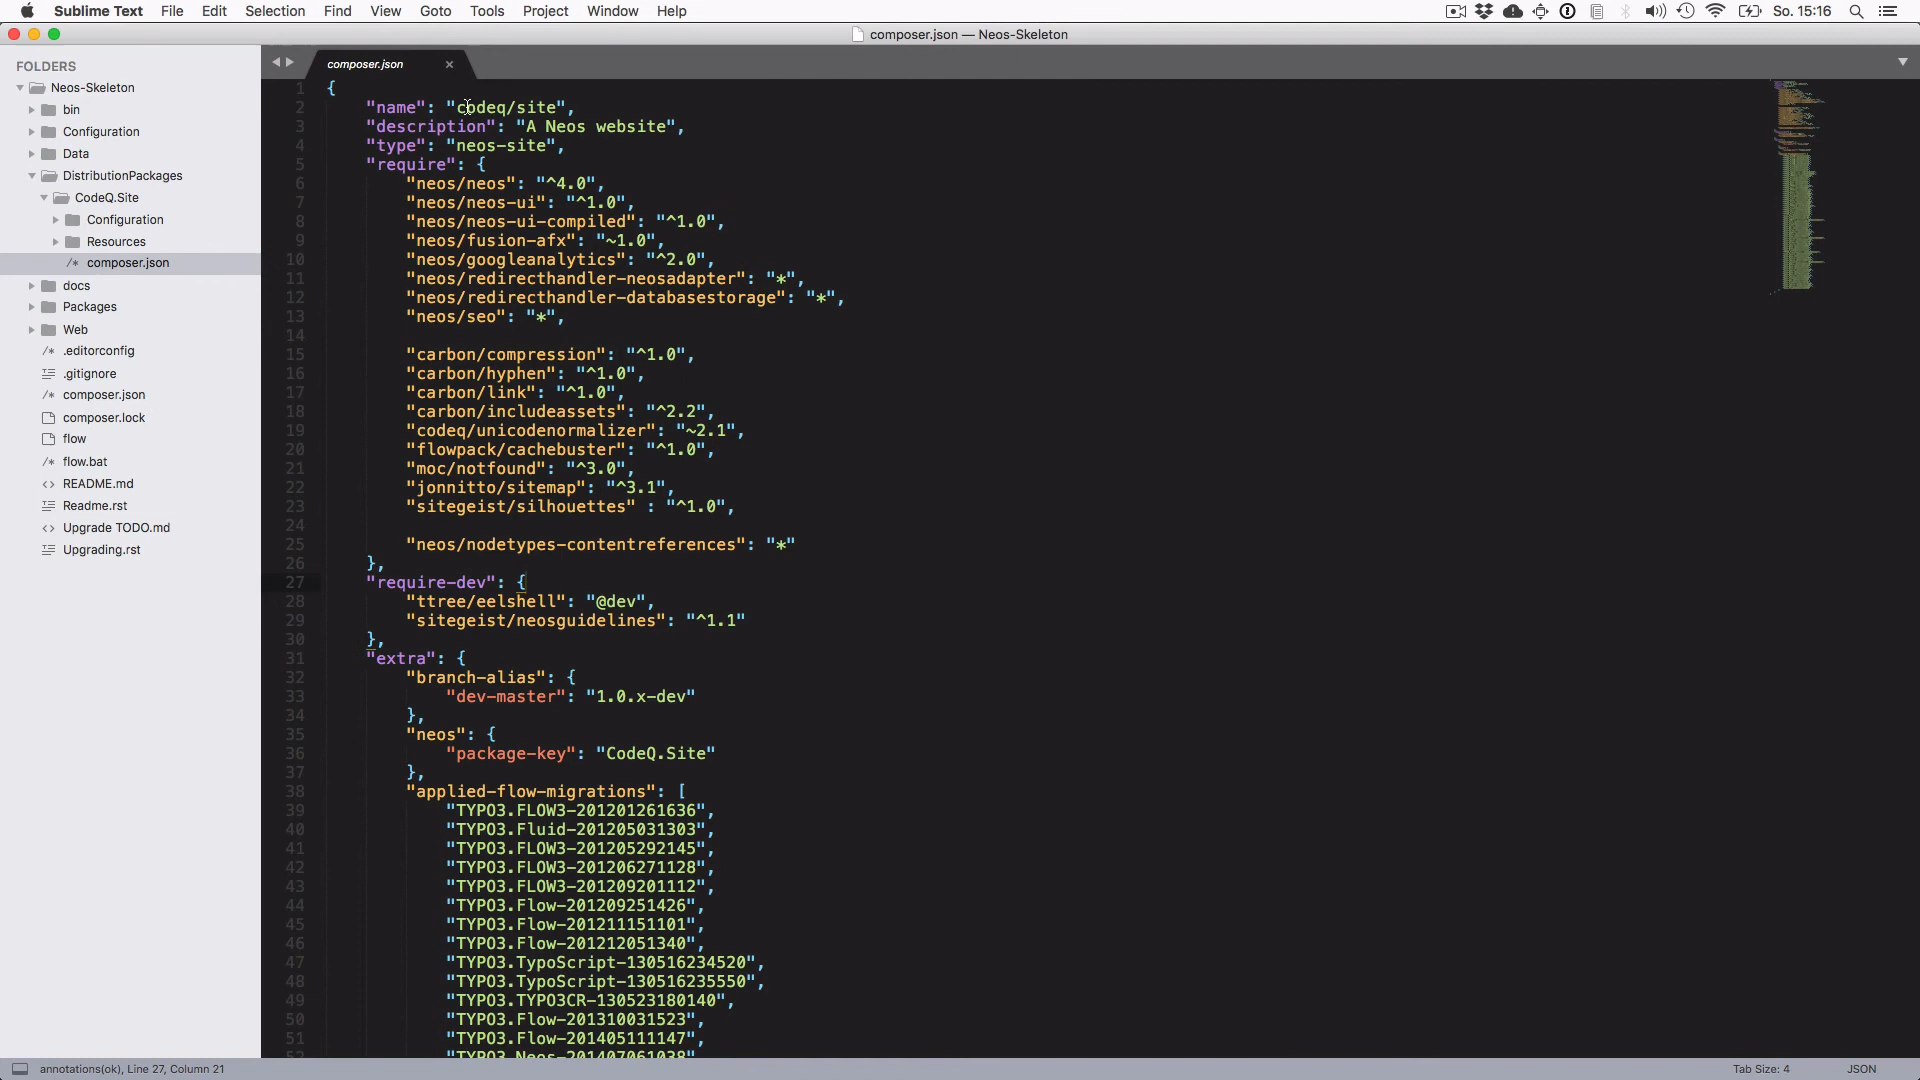 Sublime Text File Edit Selection Find View Goto Tools Project Window Help So. 15:16
composer.json — Neos-Skeleton
FOLDERS
Neos-Skeleton
bin
Configuration
Data
DistributionPackages
CodeQ.Site
Configuration
Resources
/* composer.json
docs
Packages
Web
/* .editorconfig
.gitignore
/* composer.json
composer.lock
flow
/* flow.bat
<> README.md
Readme.rst
<> Upgrade TODO.md
Upgrading.rst
composer.json ×
1 {
2 "name": "codeq/site",
3 "description": "A Neos website",
4 "type": "neos-site",
5 "require": {
6 "neos/neos": "^4.0",
7 "neos/neos-ui": "^1.0",
8 "neos/neos-ui-compiled": "^1.0",
9 "neos/fusion-afx": "~1.0",
10 "neos/googleanalytics": "^2.0",
11 "neos/redirecthandler-neosadapter": "*",
12 "neos/redirecthandler-databasestorage": "*",
13 "neos/seo": "*",
14
15 "carbon/compression": "^1.0",
16 "carbon/hyphen": "^1.0",
17 "carbon/link": "^1.0",
18 "carbon/includeassets": "^2.2",
19 "codeq/unicodenormalizer": "~2.1",
20 "flowpack/cachebuster": "^1.0",
21 "moc/notfound": "^3.0",
22 "jonnitto/sitemap": "^3.1",
23 "sitegeist/silhouettes" : "^1.0",
24
25 "neos/nodetypes-contentreferences": "*"
26 },
27 "require-dev": {
28 "ttree/eelshell": "@dev",
29 "sitegeist/neosguidelines": "^1.1"
30 },
31 "extra": {
32 "branch-alias": {
33 "dev-master": "1.0.x-dev"
34 },
35 "neos": {
36 "package-key": "CodeQ.Site"
37 },
38 "applied-flow-migrations": [
39 "TYPO3.FLOW3-201201261636",
40 "TYPO3.Fluid-201205031303",
41 "TYPO3.FLOW3-201205292145",
42 "TYPO3.FLOW3-201206271128",
43 "TYPO3.FLOW3-201209201112",
44 "TYPO3.Flow-201209251426",
45 "TYPO3.Flow-201211151101",
46 "TYPO3.Flow-201212051340",
47 "TYPO3.TypoScript-130516234520",
48 "TYPO3.TypoScript-130516235550",
49 "TYPO3.TYPO3CR-130523180140",
50 "TYPO3.Flow-201310031523",
51 "TYPO3.Flow-201405111147",
52 "TYPO3.Neos-201407061038",
annotations(ok), Line 27, Column 21 Tab Size: 4 JSON